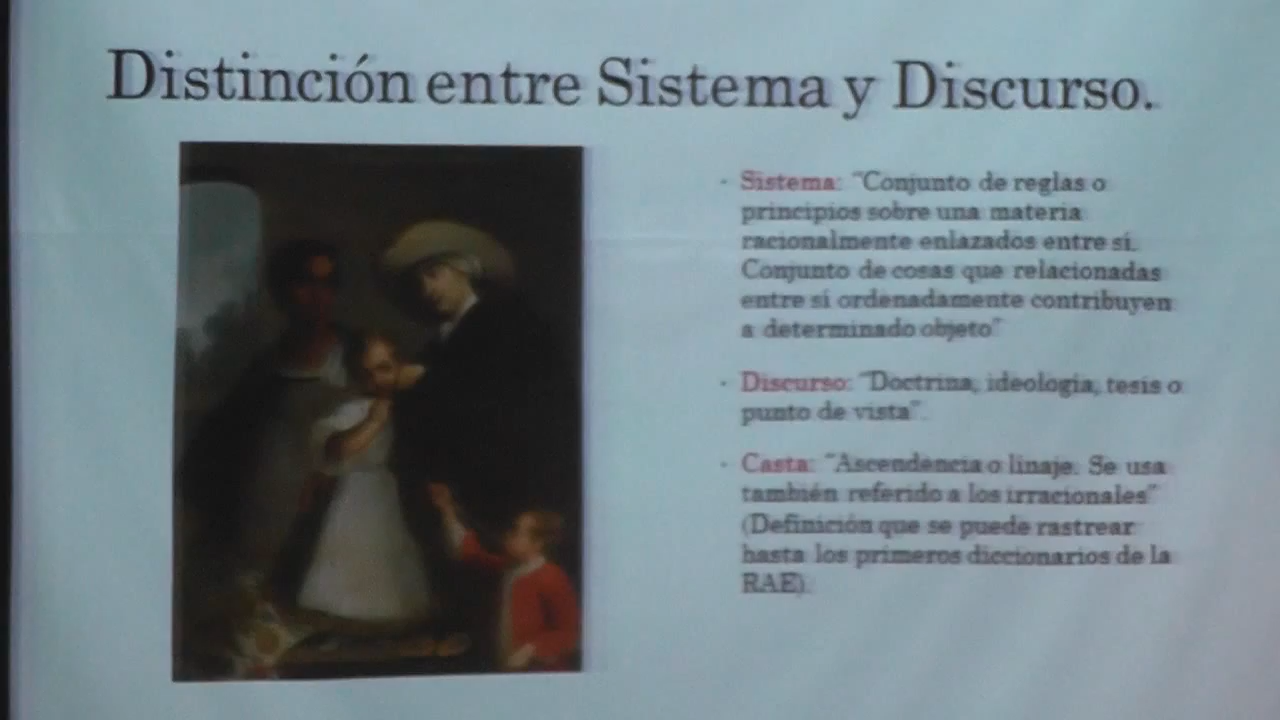 Distinción entre Sistema y Discurso.
· Sistema: "Conjunto de reglas o
principios sobre una materia
racionalmente enlazados entre sí.
Conjunto de cosas que relacionadas
entre sí ordenadamente contribuyen
a determinado objeto"
· Discurso: "Doctrina, ideología, tesis o
punto de vista".
· Casta: "Ascendencia o linaje. Se usa
también referido a los irracionales"
(Definición que se puede rastrear
hasta los primeros diccionarios de la
RAE).